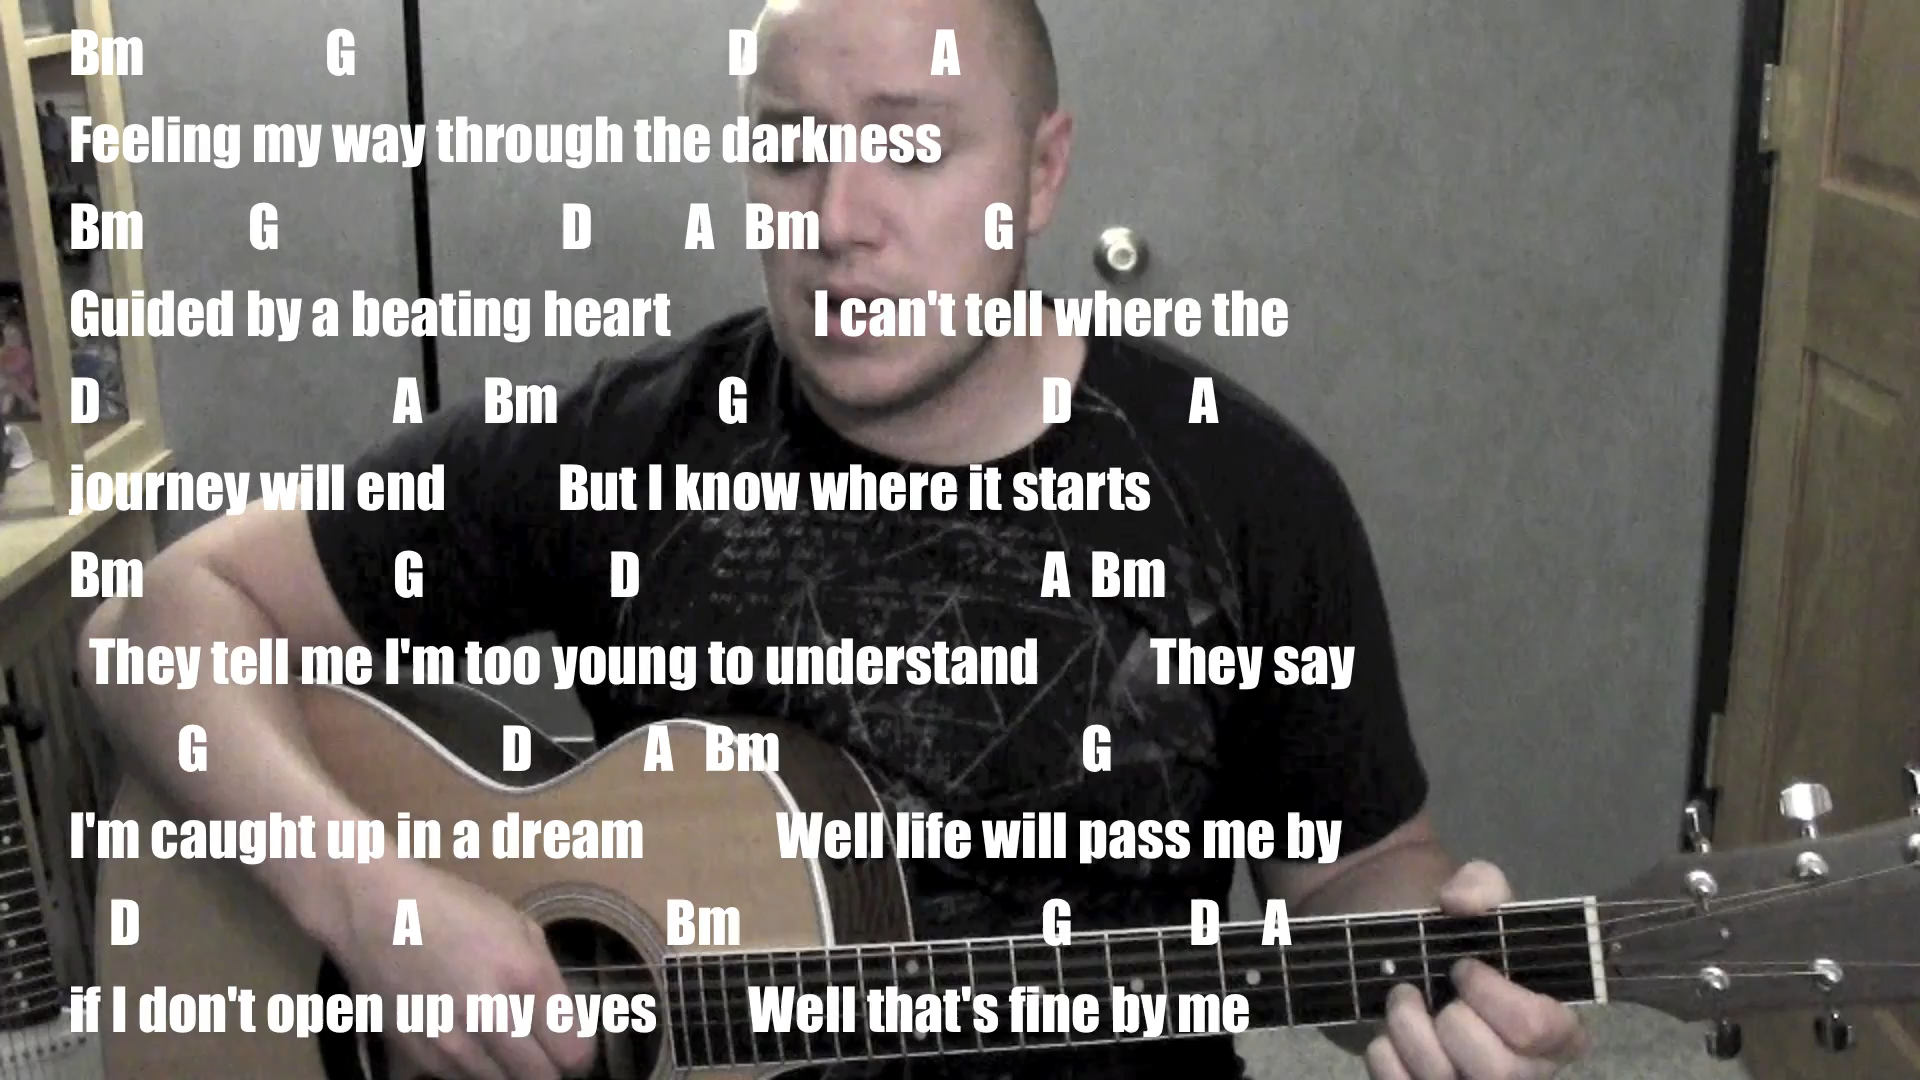 Bm G D A
Feeling my way through the darkness
Bm G D A Bm G
Guided by a beating heart I can't tell where the
D A Bm G D A
journey will end But I know where it starts
Bm G D A Bm
They tell me I'm too young to understand They say
G D A Bm G
I'm caught up in a dream Well life will pass me by
D A Bm G D A
if I don't open up my eyes Well that's fine by me